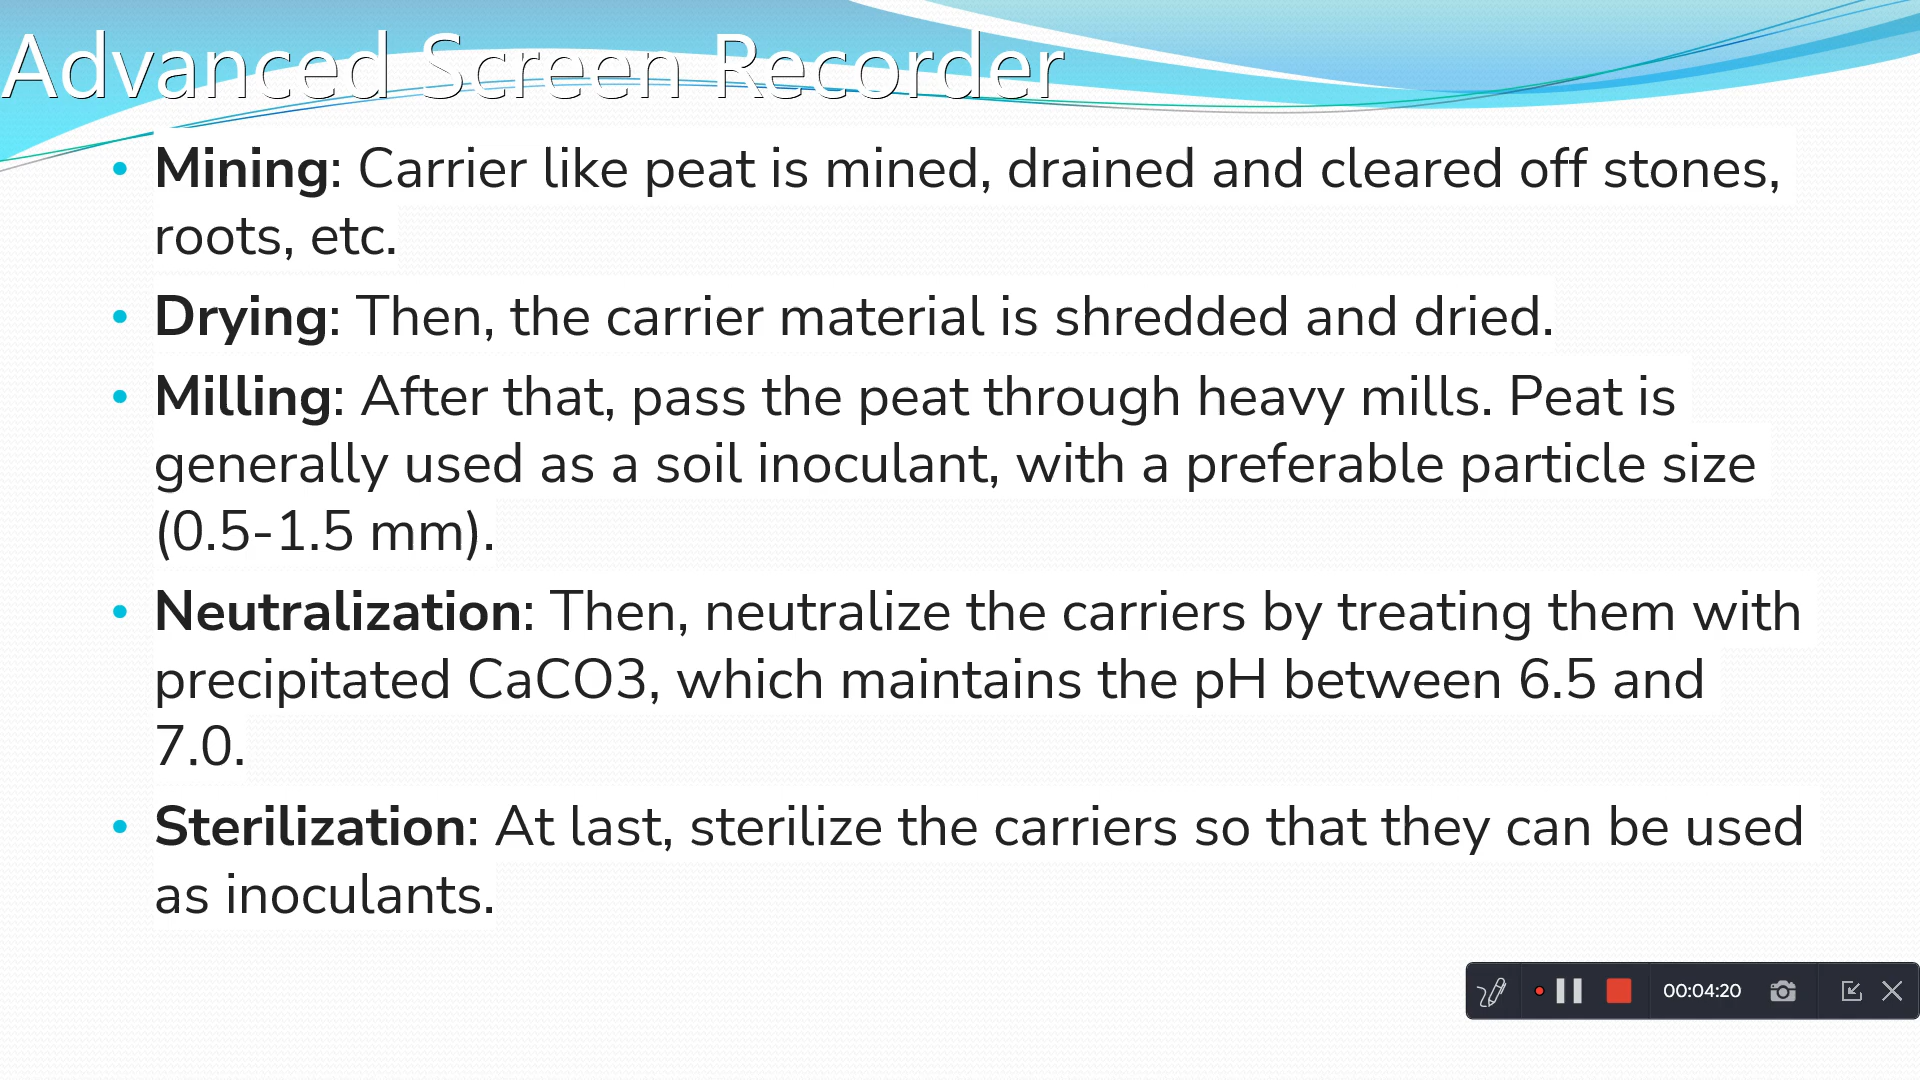 Advanced Screen Recorder
• Mining: Carrier like peat is mined, drained and cleared off stones,
roots, etc.
• Drying: Then, the carrier material is shredded and dried.
• Milling: After that, pass the peat through heavy mills. Peat is
generally used as a soil inoculant, with a preferable particle size
(0.5-1.5 mm).
• Neutralization: Then, neutralize the carriers by treating them with
precipitated CaCO3, which maintains the pH between 6.5 and
7.0.
• Sterilization: At last, sterilize the carriers so that they can be used
as inoculants.
00:04:20